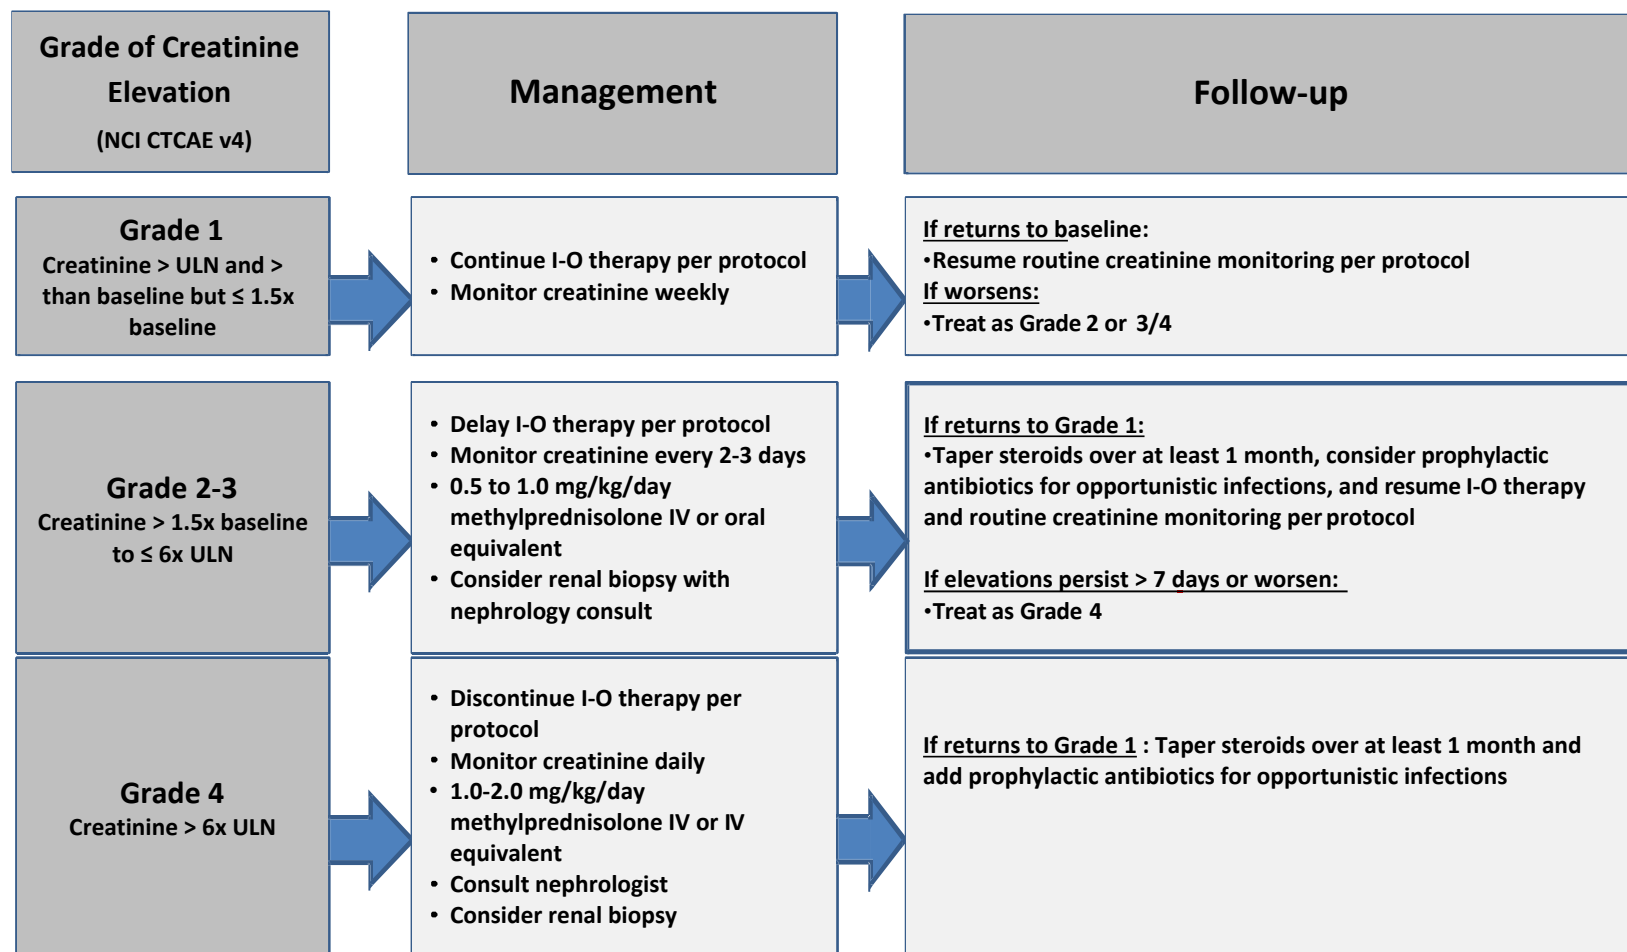 Grade of Creatinine
Elevation
(NCI CTCAE v4)
Management
Follow-up
Grade 1
Creatinine > ULN and >
than baseline but ≤ 1.5x
baseline
• Continue I-O therapy per protocol
• Monitor creatinine weekly
If returns to baseline:
•Resume routine creatinine monitoring per protocol
If worsens:
•Treat as Grade 2 or 3/4
Grade 2-3
Creatinine > 1.5x baseline
to ≤ 6x ULN
• Delay I-O therapy per protocol
• Monitor creatinine every 2-3 days
• 0.5 to 1.0 mg/kg/day
methylprednisolone IV or oral
equivalent
• Consider renal biopsy with
nephrology consult
If returns to Grade 1:
•Taper steroids over at least 1 month, consider prophylactic
antibiotics for opportunistic infections, and resume I-O therapy
and routine creatinine monitoring per protocol
If elevations persist > 7 days or worsen:
•Treat as Grade 4
Grade 4
Creatinine > 6x ULN
• Discontinue I-O therapy per
protocol
• Monitor creatinine daily
• 1.0-2.0 mg/kg/day
methylprednisolone IV or IV
equivalent
• Consult nephrologist
• Consider renal biopsy
If returns to Grade 1 : Taper steroids over at least 1 month and
add prophylactic antibiotics for opportunistic infections